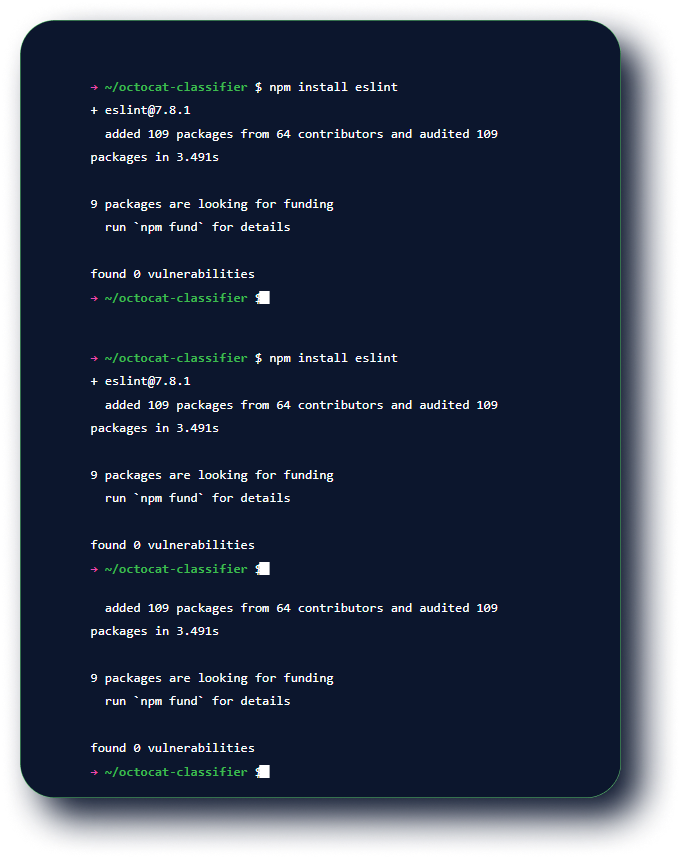 → ~/octocat-classifier $ npm install eslint
+ eslint@7.8.1
  added 109 packages from 64 contributors and audited 109
packages in 3.491s

9 packages are looking for funding
  run `npm fund` for details

found 0 vulnerabilities
→ ~/octocat-classifier $

→ ~/octocat-classifier $ npm install eslint
+ eslint@7.8.1
  added 109 packages from 64 contributors and audited 109
packages in 3.491s

9 packages are looking for funding
  run `npm fund` for details

found 0 vulnerabilities
→ ~/octocat-classifier $

  added 109 packages from 64 contributors and audited 109
packages in 3.491s

9 packages are looking for funding
  run `npm fund` for details

found 0 vulnerabilities
→ ~/octocat-classifier $